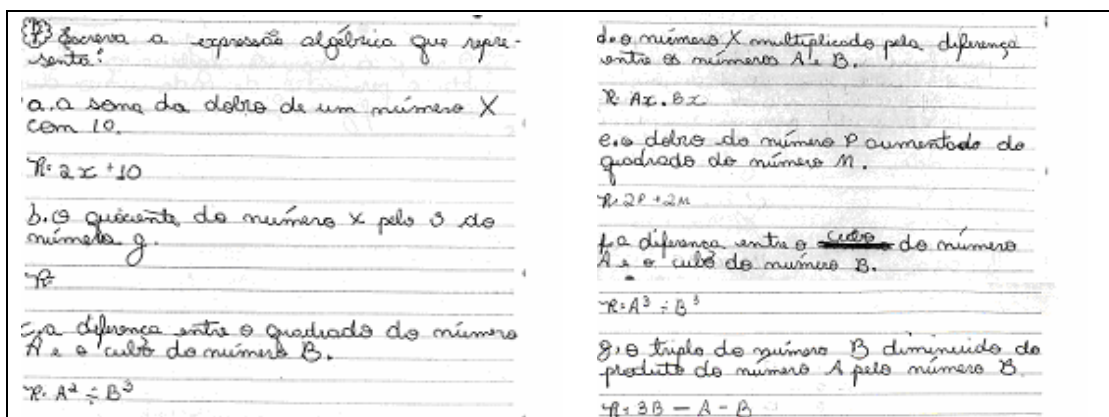 Escreva a expressão algébrica que repre-
senta:
a. a soma do dobro de um número X
com 10.
R: 2x + 10
b. o quociente do número x pelo 3 do
número y.
R:
c. a diferença entre o quadrado do número
A e o cubo do número B.
R: A² ÷ B³
d. o número X multiplicado pela diferença
entre os números A e B.
R: Ax . Bx
e. o dobro do número P aumentado do
quadrado do número M.
R: 2P + 2M
f. a diferença entre o cubo do número
A e o cubo do número B.
R: A³ ÷ B³
g. o triplo do número B diminuido do
produto do número A pelo número B.
R: 3B — A - B